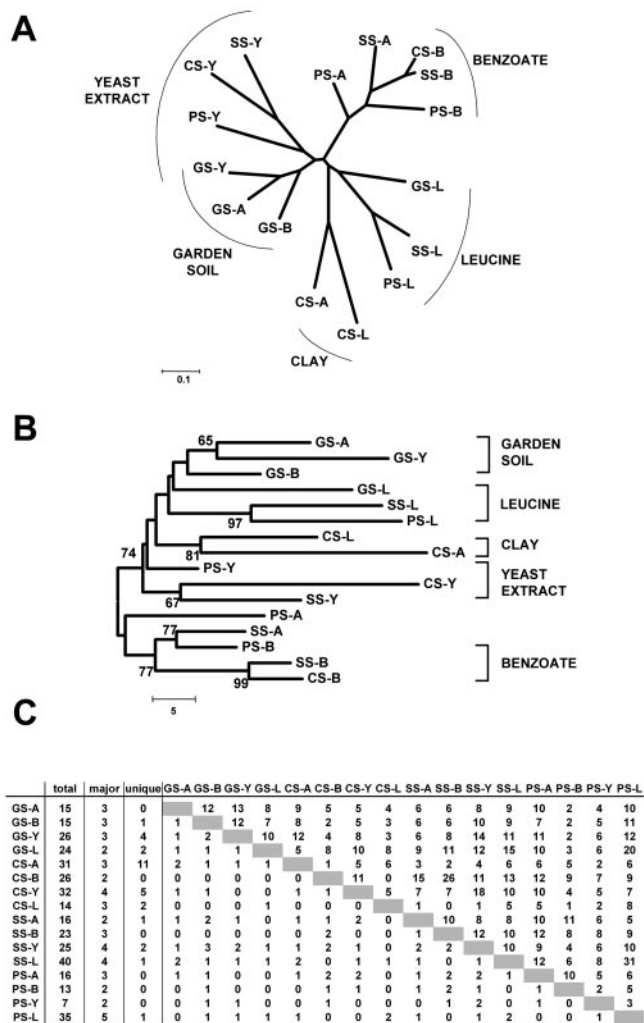 A
SS-Y
SS-A
CS-B
BENZOATE
YEAST
EXTRACT
CS-Y
PS-A
SS-B
PS-B
PS-Y
GS-Y
GS-L
GS-A
GS-B
GARDEN
SOIL
SS-L
LEUCINE
PS-L
CS-A
CS-L
CLAY
0.1
B
65
GS-A
GARDEN
SOIL
GS-Y
GS-B
GS-L
LEUCINE
SS-L
97
PS-L
CS-L
CLAY
81
CS-A
74
PS-Y
YEAST
EXTRACT
CS-Y
67
SS-Y
PS-A
77
SS-A
PS-B
BENZOATE
77
SS-B
99
CS-B
5
C
total major unique GS-A GS-B GS-Y GS-L CS-A CS-B CS-Y CS-L SS-A SS-B SS-Y SS-L PS-A PS-B PS-Y PS-L
GS-A 15 3 0 12 13 8 9 5 5 4 6 6 8 9 10 2 4 10
GS-B 15 3 1 1 12 7 8 2 5 3 6 6 10 9 7 2 5 11
GS-Y 26 3 4 1 2 10 12 4 8 3 6 8 14 11 11 2 6 12
GS-L 24 2 2 1 1 1 5 8 10 8 9 11 12 15 10 3 6 20
CS-A 31 3 11 2 1 1 1 1 5 6 3 2 4 6 6 5 2 6
CS-B 26 2 0 0 0 0 0 0 11 0 15 26 11 13 12 9 7 9
CS-Y 32 4 5 1 1 0 0 0 1 5 7 7 18 10 10 4 5 7
CS-L 14 3 2 0 0 0 0 0 0 0 1 0 1 5 5 1 2 8
SS-A 16 2 1 1 2 1 0 1 1 2 0 10 8 8 10 11 6 5
SS-B 23 3 0 0 0 0 0 0 2 0 0 1 12 10 12 8 8 9
SS-Y 25 4 2 1 3 2 1 1 0 1 0 2 2 10 9 4 6 10
SS-L 40 4 1 2 1 1 1 1 0 0 1 1 0 1 12 6 8 31
PS-A 16 3 1 0 1 0 0 1 2 2 0 1 2 2 1 10 6 5
PS-B 13 2 0 0 1 0 0 0 1 1 0 1 2 0 0 1 2 5
PS-Y 7 2 0 0 1 1 0 0 0 0 0 0 1 2 0 0 1 3
PS-L 35 5 1 0 1 1 1 0 0 0 0 0 1 1 2 0 0 1